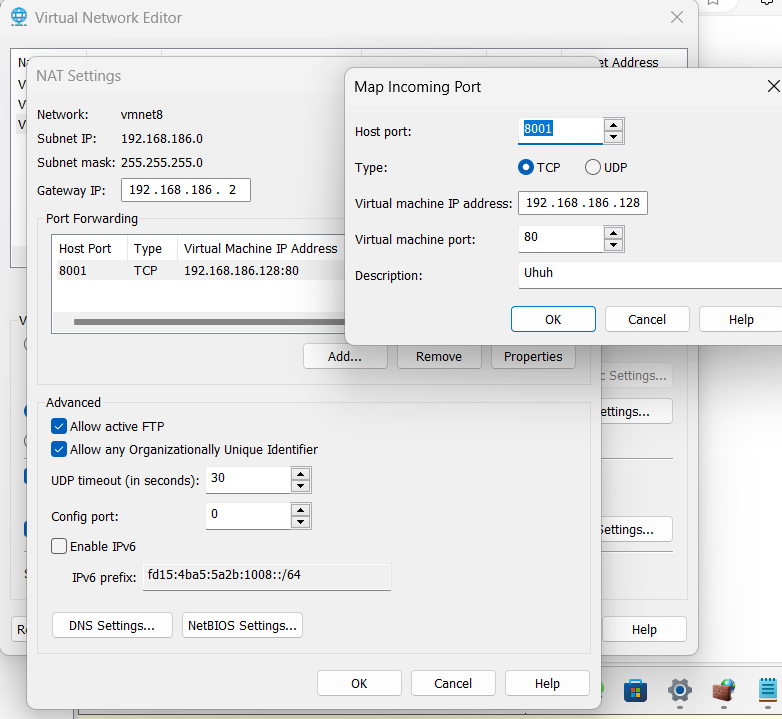 Virtual Network Editor
et Address
NAT Settings
Network: vmnet8
Subnet IP: 192.168.186.0
Subnet mask: 255.255.255.0
Gateway IP: 192 . 168 . 186 . 2
Port Forwarding
Host Port Type Virtual Machine IP Address
8001 TCP 192.168.186.128:80
Add... Remove Properties
Advanced
Allow active FTP
Allow any Organizationally Unique Identifier
UDP timeout (in seconds): 30
Config port: 0
Enable IPv6
IPv6 prefix: fd15:4ba5:5a2b:1008::/64
DNS Settings... NetBIOS Settings...
OK Cancel Help
Map Incoming Port
Host port: 8001
Type: TCP UDP
Virtual machine IP address: 192 . 168 . 186 . 128
Virtual machine port: 80
Description: Uhuh
OK Cancel Help
c Settings...
ettings...
Settings...
Help